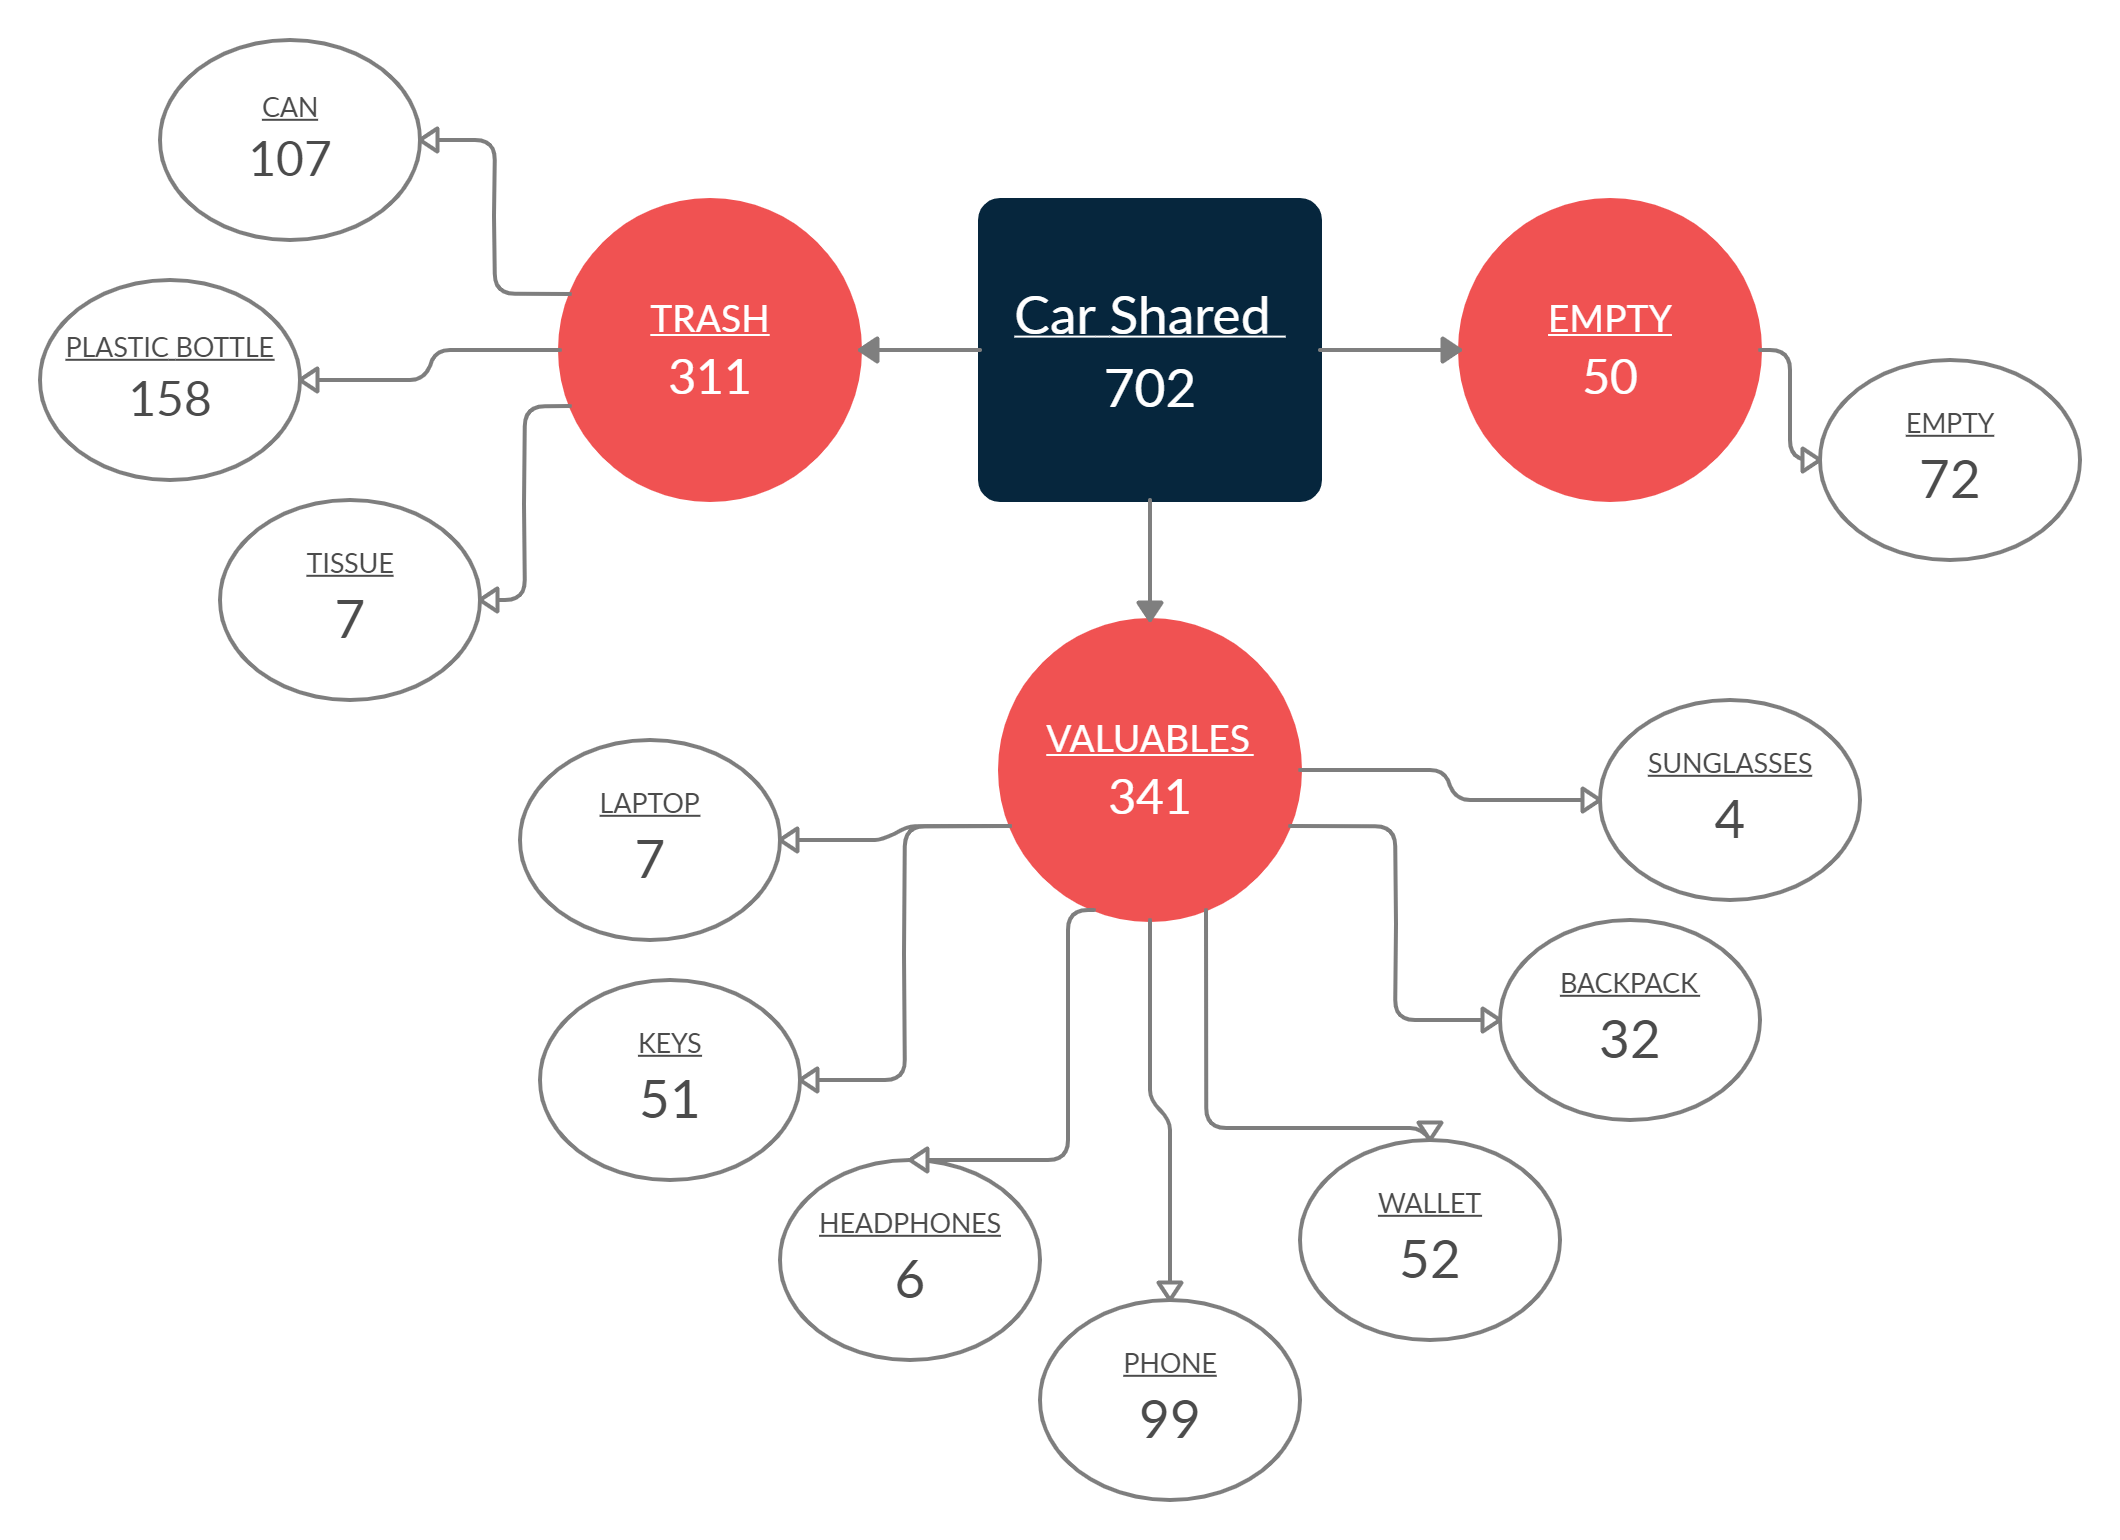 CAN
107
PLASTIC BOTTLE
158
TISSUE
7
TRASH
311
Car Shared
702
EMPTY
50
EMPTY
72
VALUABLES
341
LAPTOP
7
KEYS
51
HEADPHONES
6
PHONE
99
WALLET
52
BACKPACK
32
SUNGLASSES
4